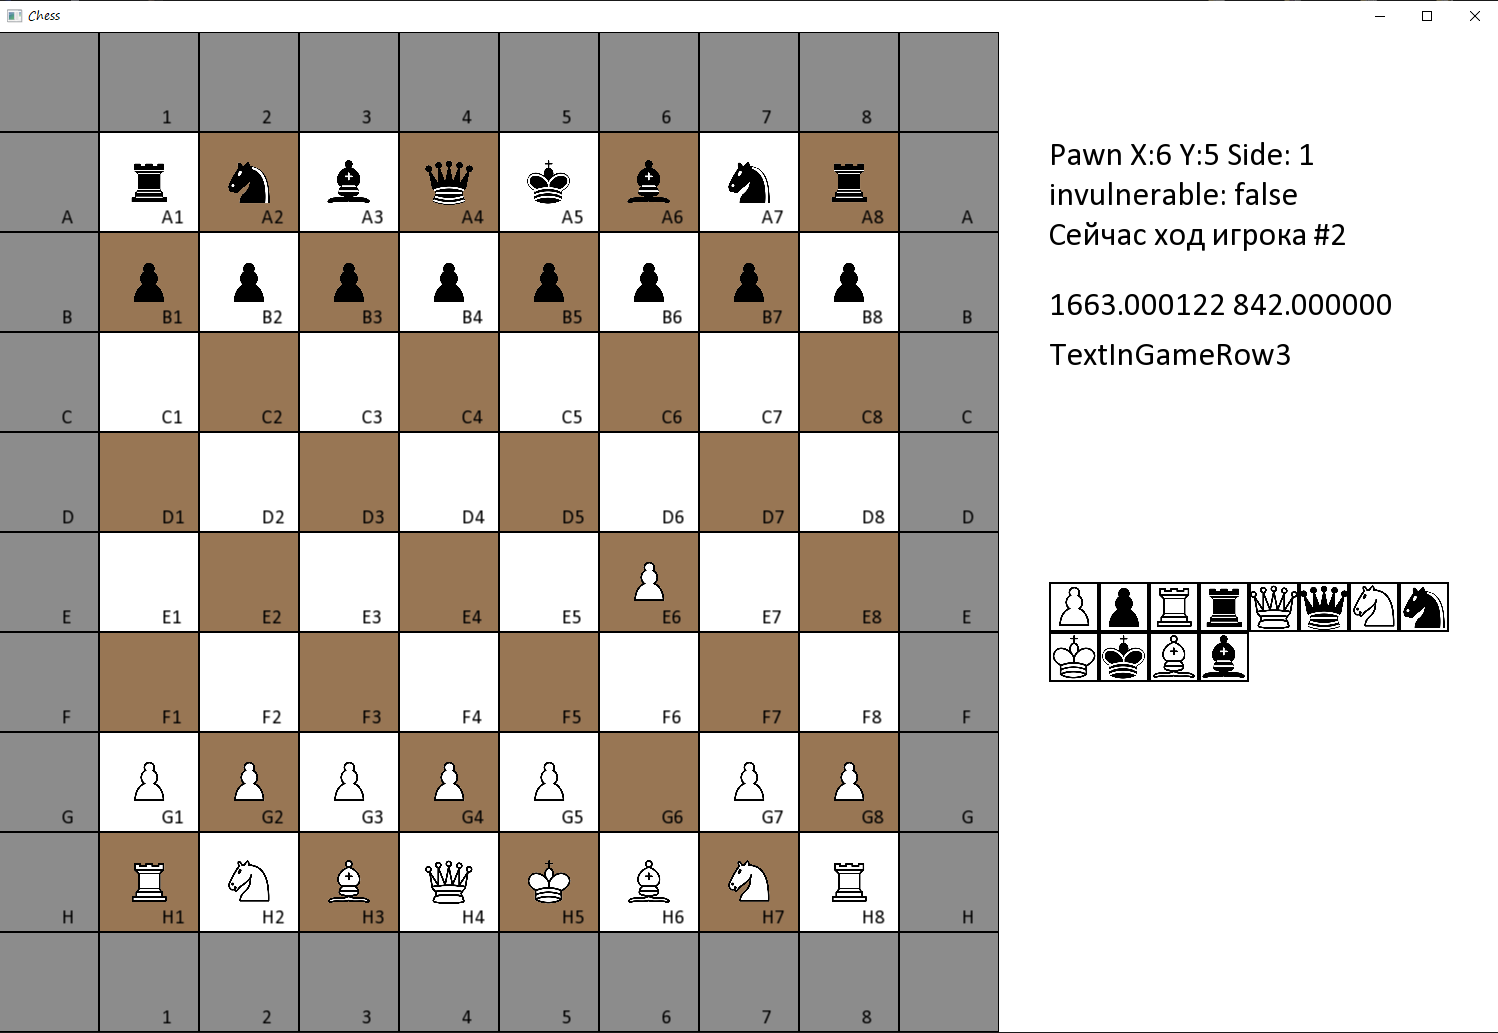 Chess
1 2 3 4 5 6 7 8
A A1 A2 A3 A4 A5 A6 A7 A8 A
B B1 B2 B3 B4 B5 B6 B7 B8 B
C C1 C2 C3 C4 C5 C6 C7 C8 C
D D1 D2 D3 D4 D5 D6 D7 D8 D
E E1 E2 E3 E4 E5 E6 E7 E8 E
F F1 F2 F3 F4 F5 F6 F7 F8 F
G G1 G2 G3 G4 G5 G6 G7 G8 G
H H1 H2 H3 H4 H5 H6 H7 H8 H
1 2 3 4 5 6 7 8
Pawn X:6 Y:5 Side: 1
invulnerable: false
Сейчас ход игрока #2
1663.000122 842.000000
TextInGameRow3